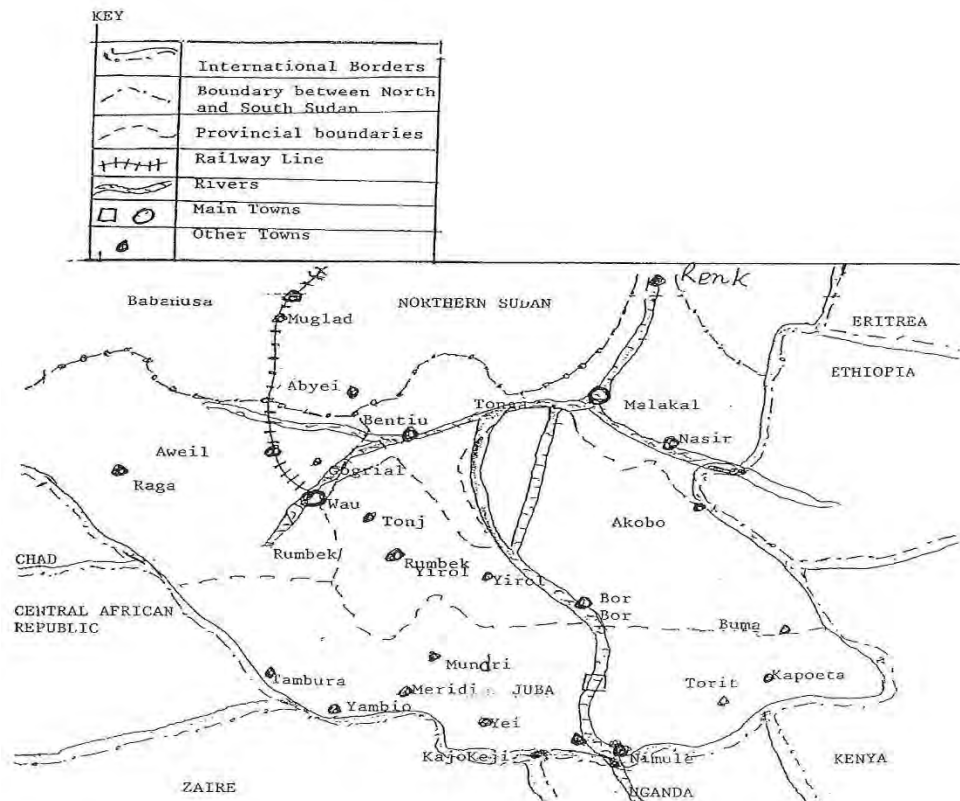 KEY
International Borders
Boundary between North
and South Sudan
Provincial boundaries
Railway Line
Rivers
Main Towns
Other Towns
Renk
Babanusa
NORTHERN SUDAN
Muglad
ERITREA
ETHIOPIA
Abyei
Tonga
Malakal
Bentiu
Nasir
Aweil
Gogrial
Raga
Wau
Tonj
Akobo
Rumbek
Rumbek
Yirol
Yirol
CHAD
CENTRAL AFRICAN
REPUBLIC
Bor
Bor
Buma
Mundri
Tambura
Meridi
JUBA
Torit
Kapoeta
Yambio
Yei
KajoKeji
Nimule
KENYA
ZAIRE
UGANDA